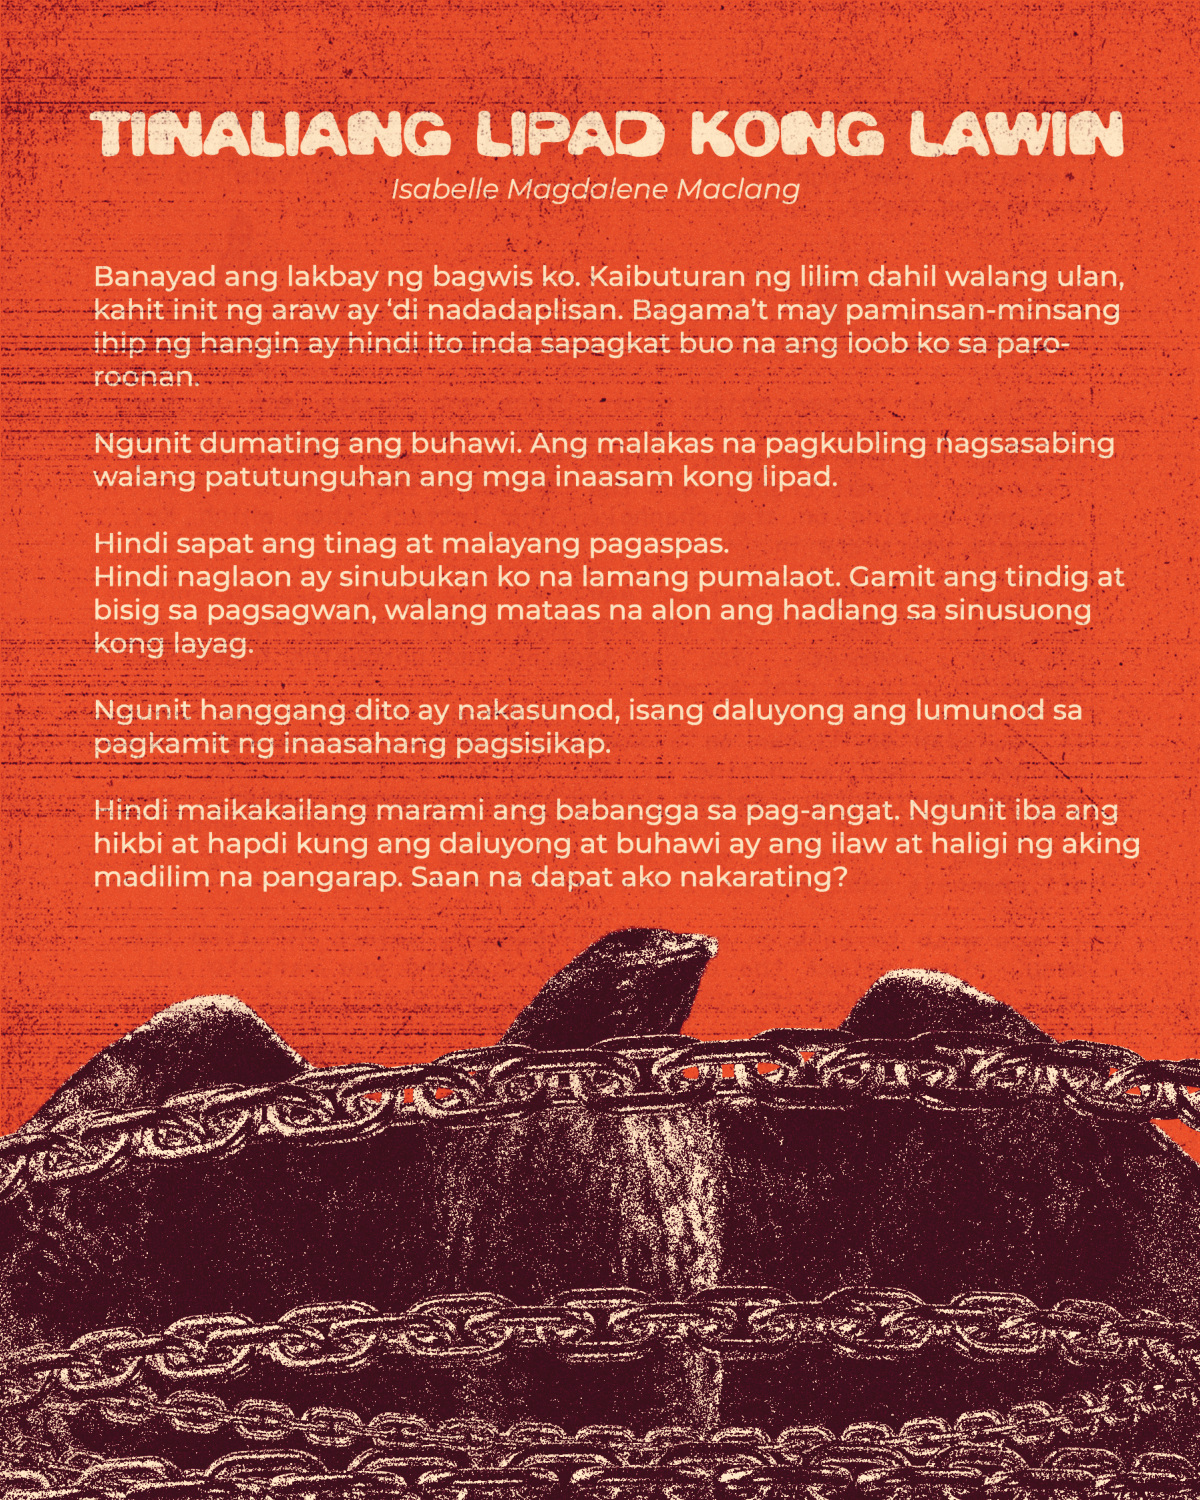 TINALIANG LIPAD KONG LAWIN
Isabelle Magdalene Maclang
Banayad ang lakbay ng bagwis ko. Kaibuturan ng lilim dahil walang ulan,
kahit init ng araw ay ‘di nadadaplisan. Bagama’t may paminsan-minsang
ihip ng hangin ay hindi ito inda sapagkat buo na ang loob ko sa paro-
roonan.
Ngunit dumating ang buhawi. Ang malakas na pagkubling nagsasabing
walang patutunguhan ang mga inaasam kong lipad.
Hindi sapat ang tinag at malayang pagaspas.
Hindi naglaon ay sinubukan ko na lamang pumalaot. Gamit ang tindig at
bisig sa pagsagwan, walang mataas na alon ang hadlang sa sinusuong
kong layag.
Ngunit hanggang dito ay nakasunod, isang daluyong ang lumunod sa
pagkamit ng inaasahang pagsisikap.
Hindi maikakailang marami ang babangga sa pag-angat. Ngunit iba ang
hikbi at hapdi kung ang daluyong at buhawi ay ang ilaw at haligi ng aking
madilim na pangarap. Saan na dapat ako nakarating?